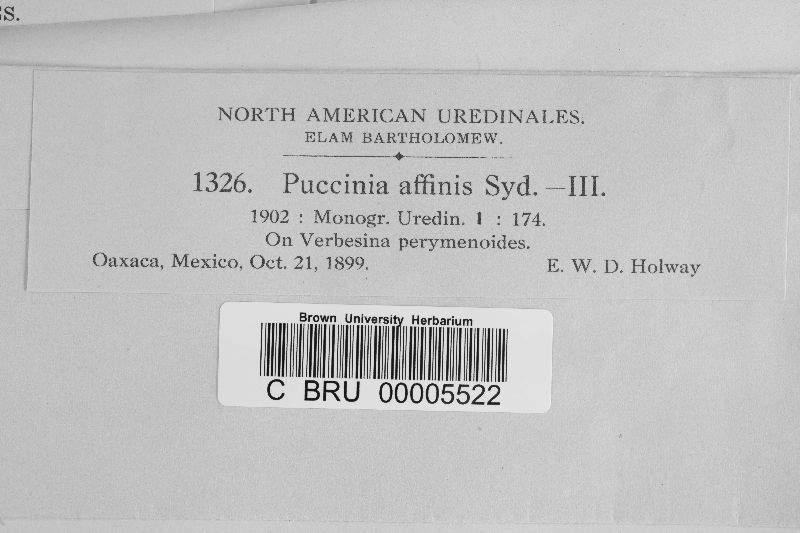 NORTH AMERICAN UREDINALES.
ELAM BARTHOLOMEW.
1326. Puccinia affinis Syd.—III.
1902 : Monogr. Uredin. 1 : 174.
On Verbesina perymenoides.
Oaxaca, Mexico, Oct. 21, 1899. E. W. D. Holway
Brown University Herbarium
C BRU 00005522